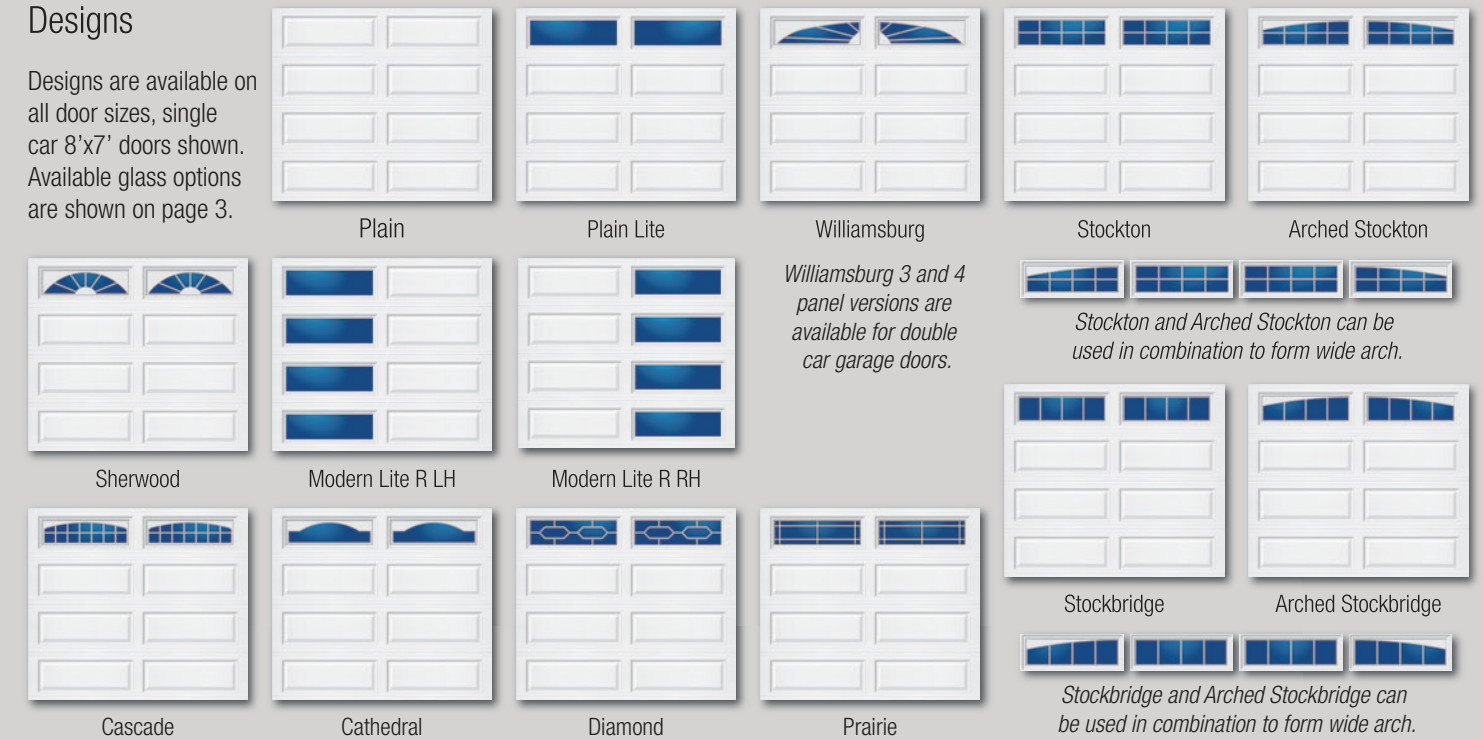 Designs
Designs are available on
all door sizes, single
car 8’x7’ doors shown.
Available glass options
are shown on page 3.
Plain
Plain Lite
Williamsburg
Stockton
Arched Stockton
Williamsburg 3 and 4
panel versions are
available for double
car garage doors.
Stockton and Arched Stockton can be
used in combination to form wide arch.
Sherwood
Modern Lite R LH
Modern Lite R RH
Stockbridge
Arched Stockbridge
Stockbridge and Arched Stockbridge can
be used in combination to form wide arch.
Cascade
Cathedral
Diamond
Prairie